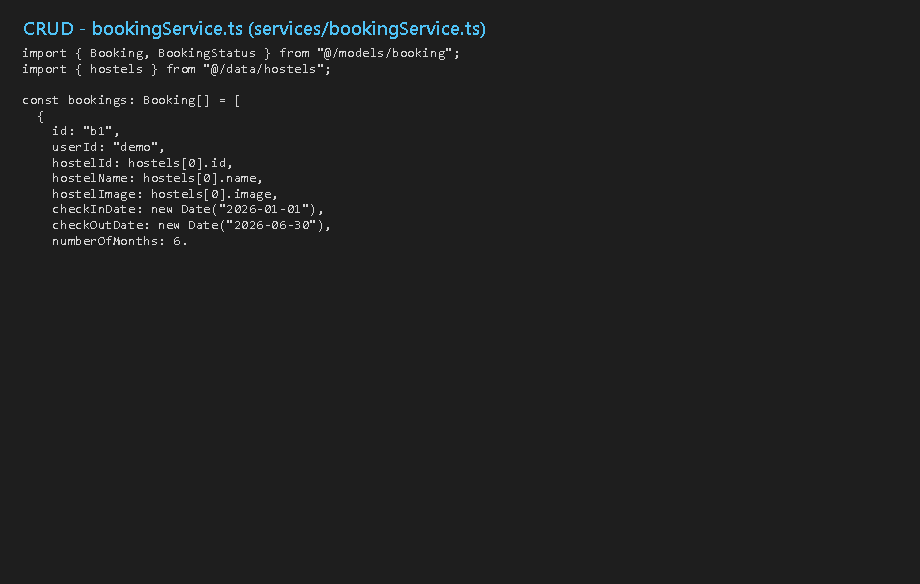 CRUD - bookingService.ts (services/bookingService.ts)
import { Booking, BookingStatus } from "@/models/booking";
import { hostels } from "@/data/hostels";

const bookings: Booking[] = [
  {
    id: "b1",
    userId: "demo",
    hostelId: hostels[0].id,
    hostelName: hostels[0].name,
    hostelImage: hostels[0].image,
    checkInDate: new Date("2026-01-01"),
    checkOutDate: new Date("2026-06-30"),
    numberOfMonths: 6.